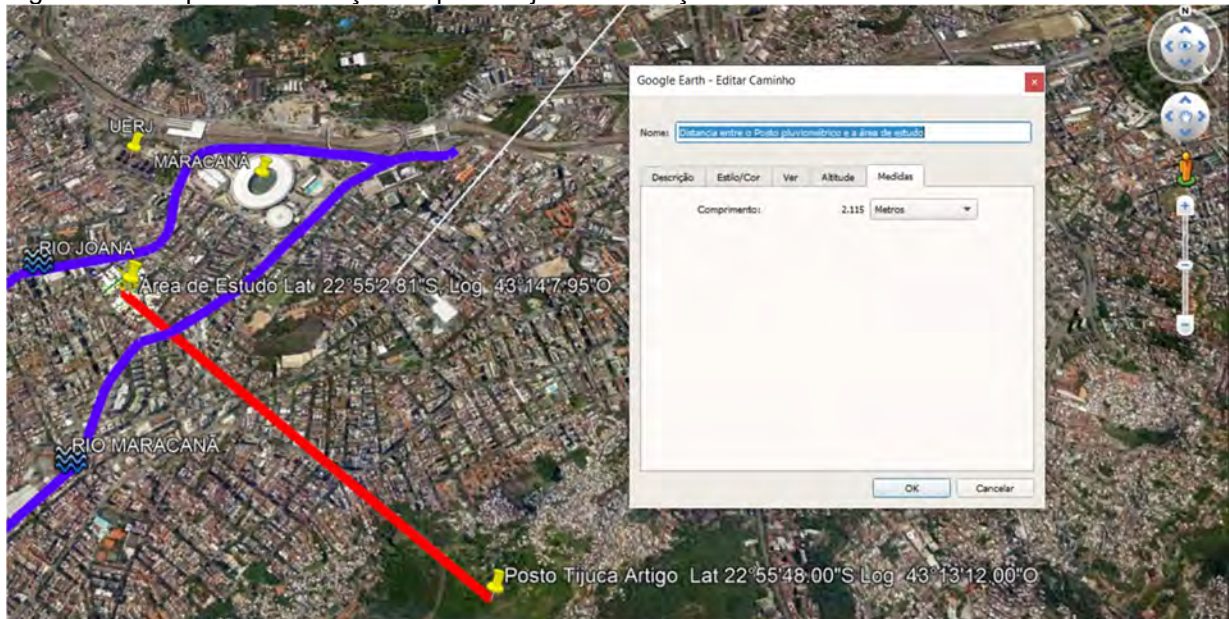 N
Google Earth - Editar Caminho
Nome: Distancia entre o Posto pluviométrico e a área de estudo
Descrição Estilo/Cor Ver Altitude Medidas
Comprimento: 2.115 Metros
OK Cancelar
UERJ
MARACANÃ
RIO JOANA
Área de Estudo Lat 22°55'2.81"S, Log 43°14'7.95"O
RIO MARACANÃ
Posto Tijuca Artigo Lat 22°55'48.00"S Log 43°13'12.00"O